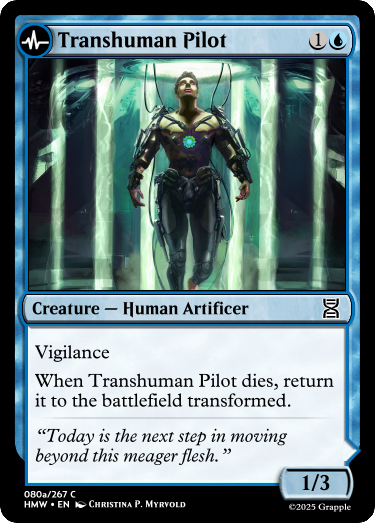 Transhuman Pilot 1
Creature — Human Artificer
Vigilance
When Transhuman Pilot dies, return
it to the battlefield transformed.
“Today is the next step in moving
beyond this meager flesh.”
1/3
080a/267 C
HMW • EN Christina P. Myrvold
©2025 Grapple